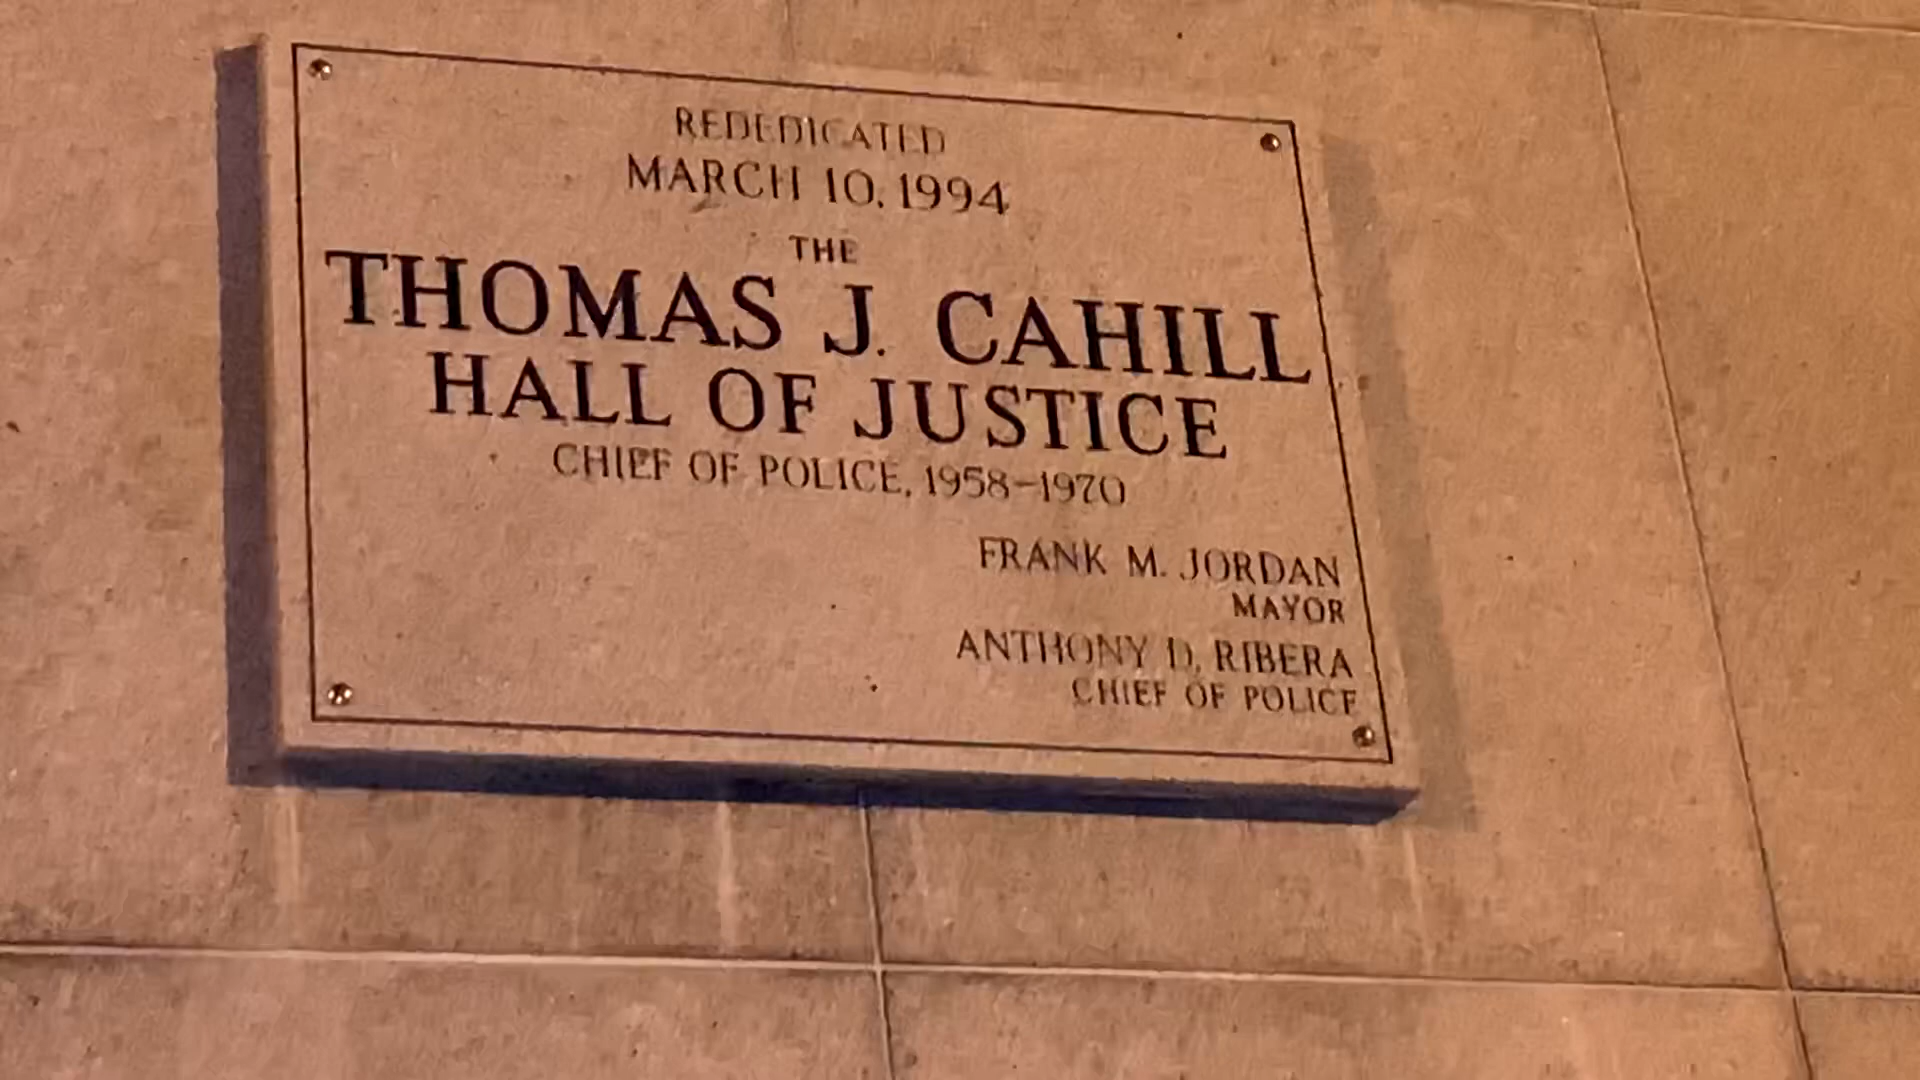 REDEDICATED
MARCH 10, 1994
THE
THOMAS J. CAHILL
HALL OF JUSTICE
CHIEF OF POLICE, 1958-1970
FRANK M. JORDAN
MAYOR
ANTHONY D. RIBERA
CHIEF OF POLICE